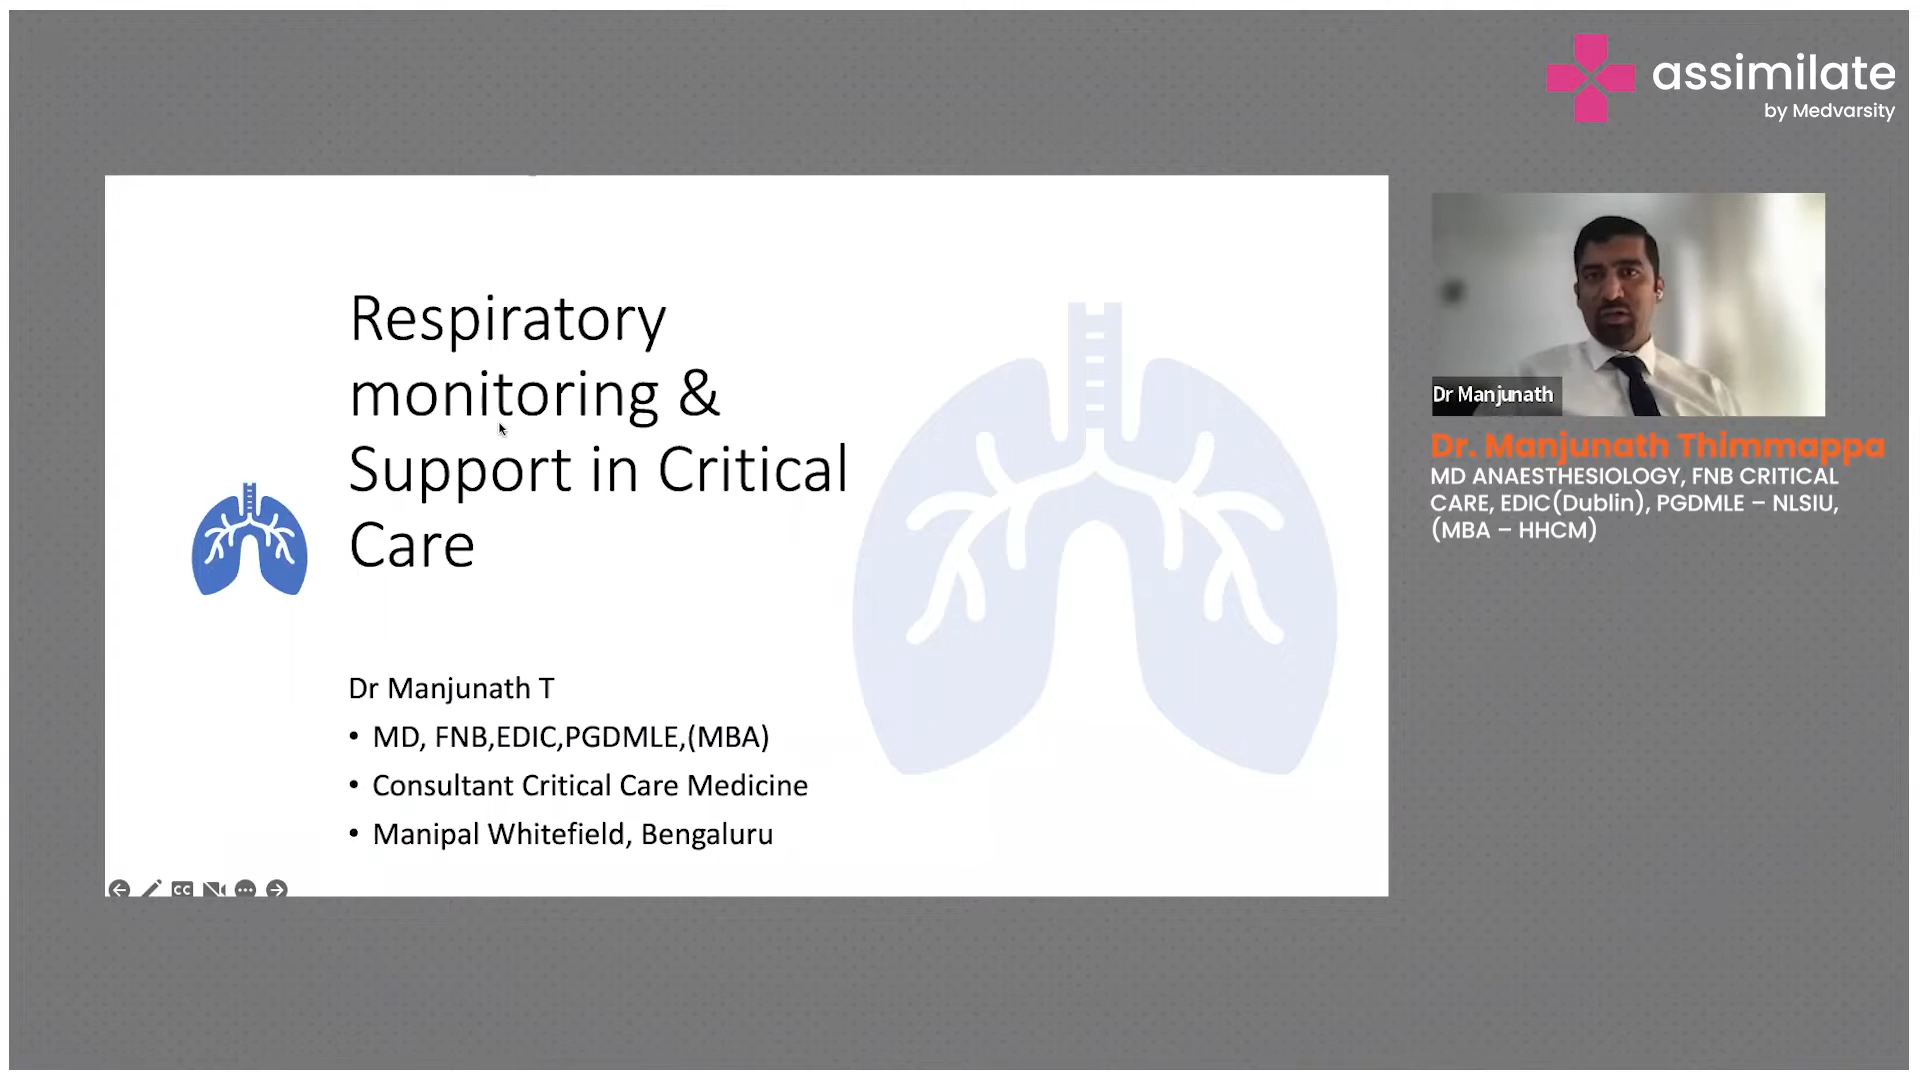 assimilate
by Medvarsity
Respiratory
monitoring &
Support in Critical
Care
Dr Manjunath T
• MD, FNB,EDIC,PGDMLE,(MBA)
• Consultant Critical Care Medicine
• Manipal Whitefield, Bengaluru
CC
Dr Manjunath
Dr. Manjunath Thimmappa
MD ANAESTHESIOLOGY, FNB CRITICAL
CARE, EDIC(Dublin), PGDMLE – NLSIU,
(MBA – HHCM)